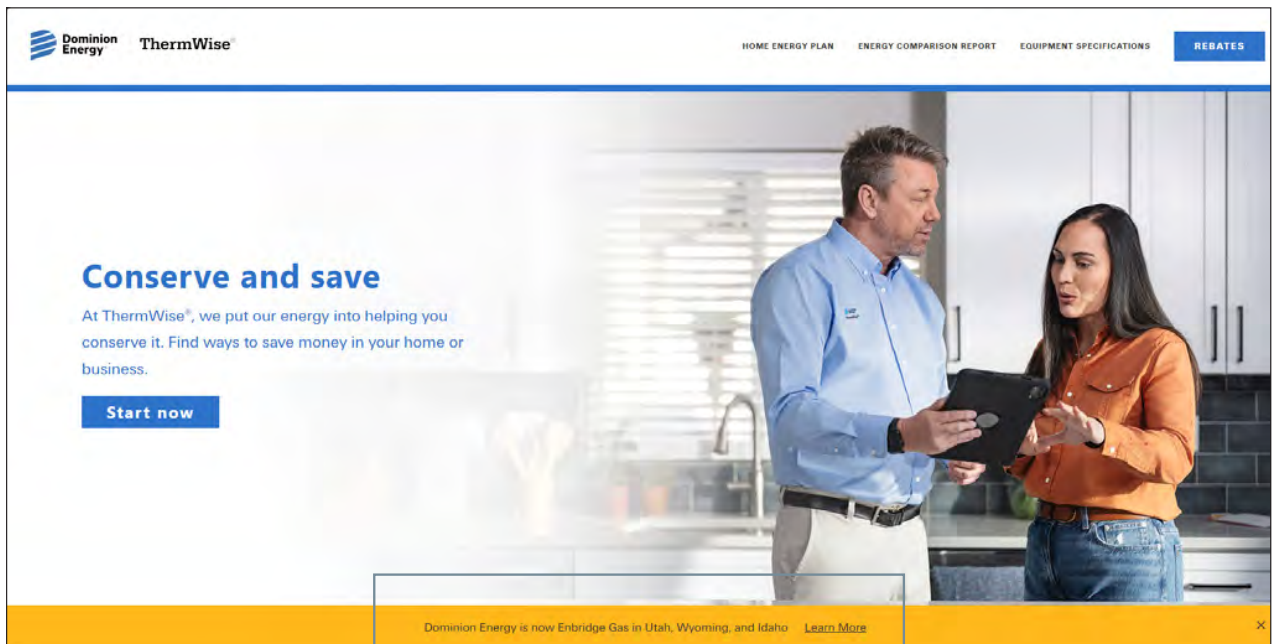 Dominion
Energy®
ThermWise®
HOME ENERGY PLAN
ENERGY COMPARISON REPORT
EQUIPMENT SPECIFICATIONS
REBATES
Conserve and save
At ThermWise®, we put our energy into helping you
conserve it. Find ways to save money in your home or
business.
Start now
Dominion Energy is now Enbridge Gas in Utah, Wyoming, and Idaho Learn More